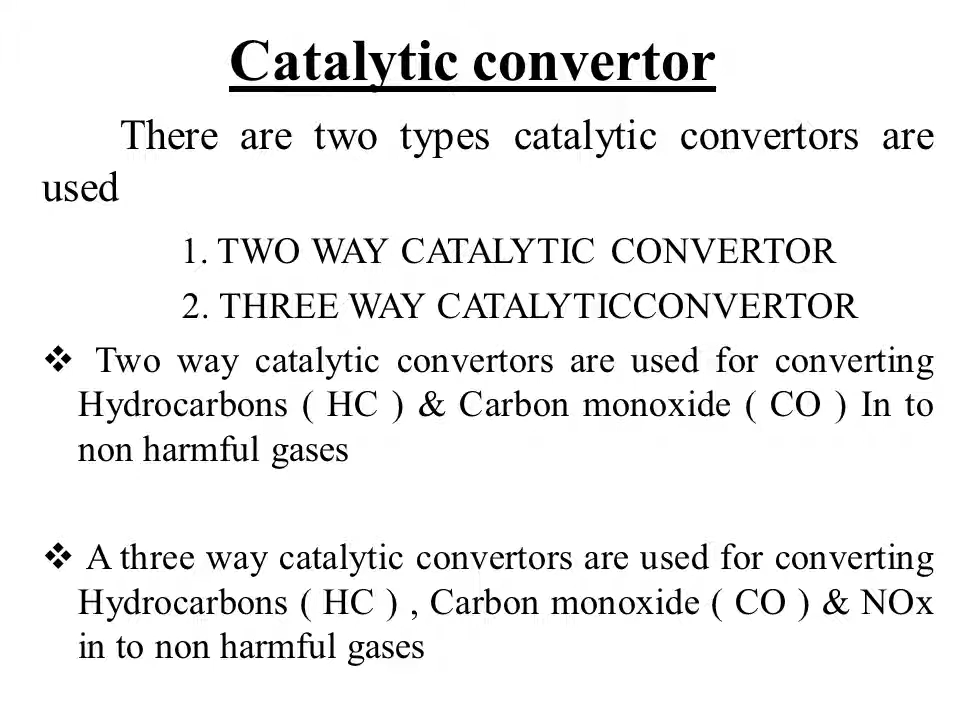 Catalytic convertor
There are two types catalytic convertors are
used
1. TWO WAY CATALYTIC CONVERTOR
2. THREE WAY CATALYTICCONVERTOR
❖ Two way catalytic convertors are used for converting
Hydrocarbons ( HC ) & Carbon monoxide ( CO ) In to
non harmful gases
❖ A three way catalytic convertors are used for converting
Hydrocarbons ( HC ) , Carbon monoxide ( CO ) & NOx
in to non harmful gases